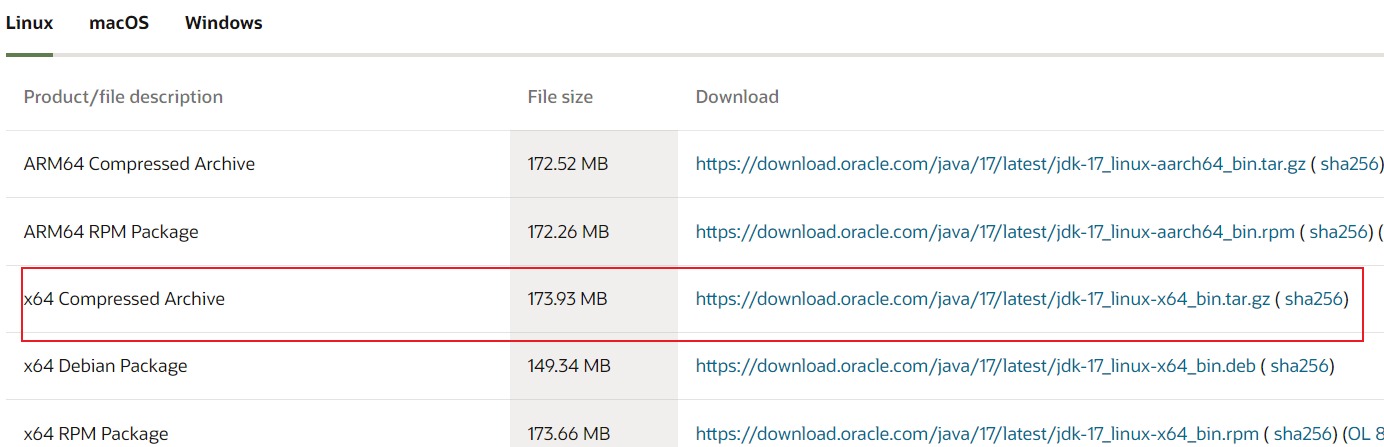 Linux macOS Windows
Product/file description File size Download
ARM64 Compressed Archive 172.52 MB https://download.oracle.com/java/17/latest/jdk-17_linux-aarch64_bin.tar.gz ( sha256)
ARM64 RPM Package 172.26 MB https://download.oracle.com/java/17/latest/jdk-17_linux-aarch64_bin.rpm ( sha256) (
x64 Compressed Archive 173.93 MB https://download.oracle.com/java/17/latest/jdk-17_linux-x64_bin.tar.gz ( sha256)
x64 Debian Package 149.34 MB https://download.oracle.com/java/17/latest/jdk-17_linux-x64_bin.deb ( sha256)
x64 RPM Package 173.66 MB https://download.oracle.com/java/17/latest/jdk-17_linux-x64_bin.rpm ( sha256) (OL 8